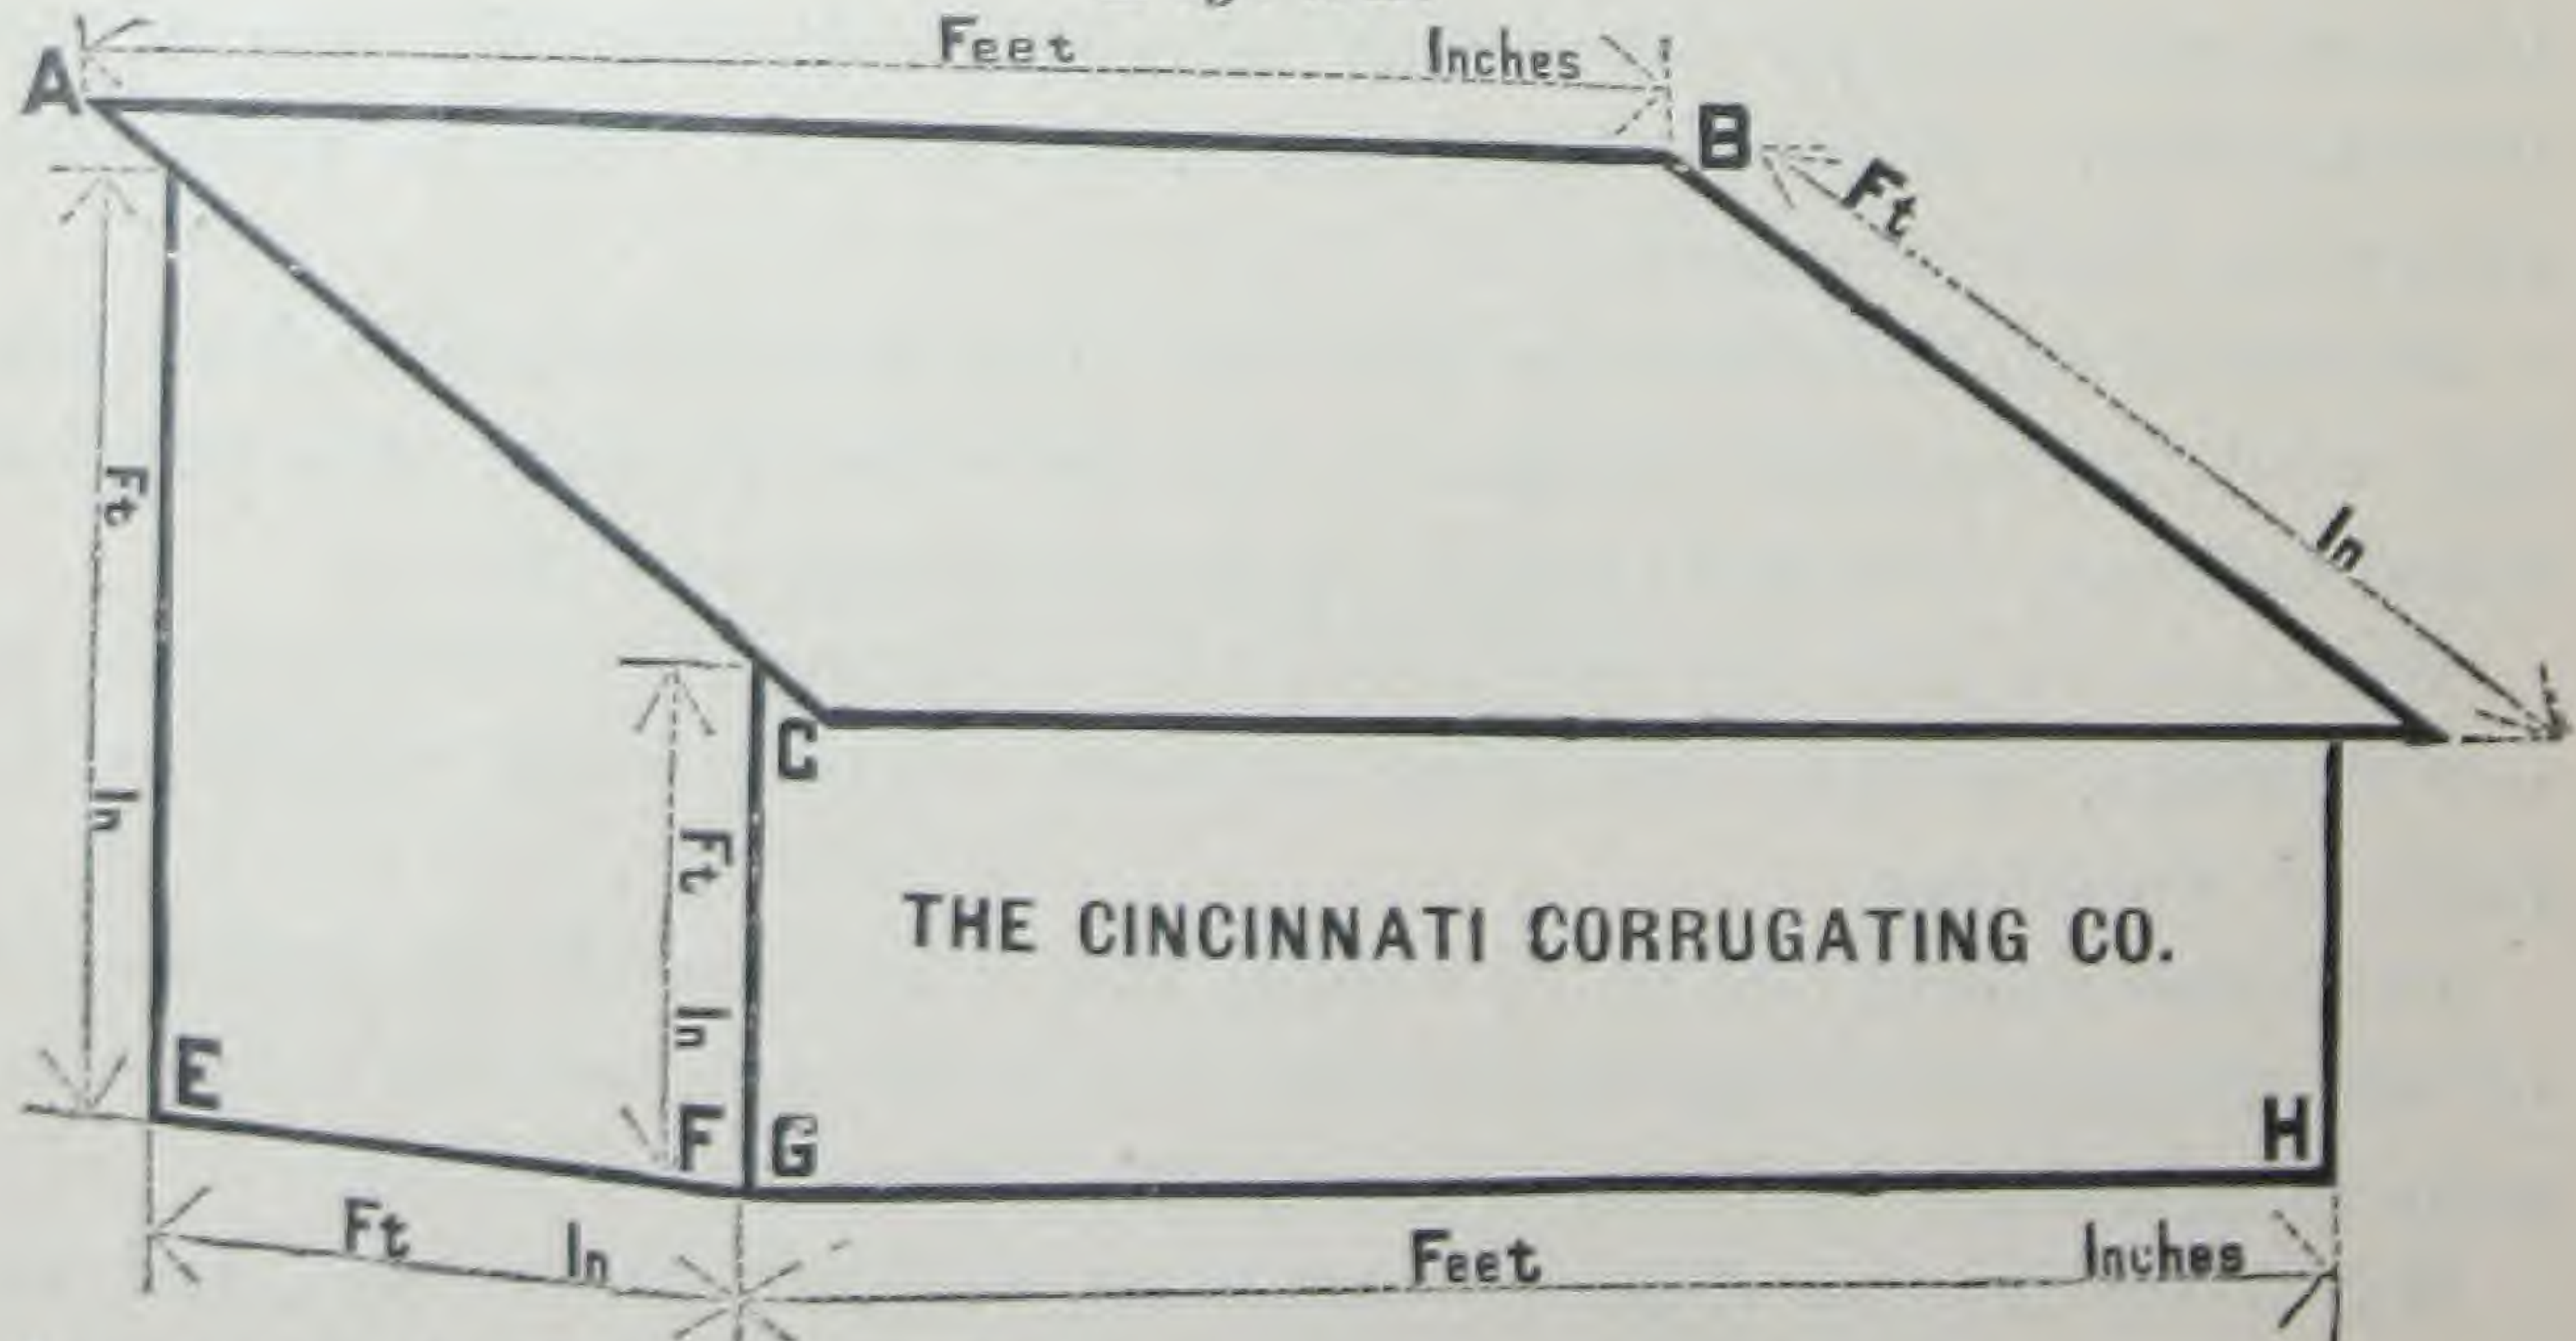 Feet Inches
A
B
Ft
In
Ft
In
C
Ft
In
THE CINCINNATI CORRUGATING CO.
E
F G
H
Ft In
Feet Inches